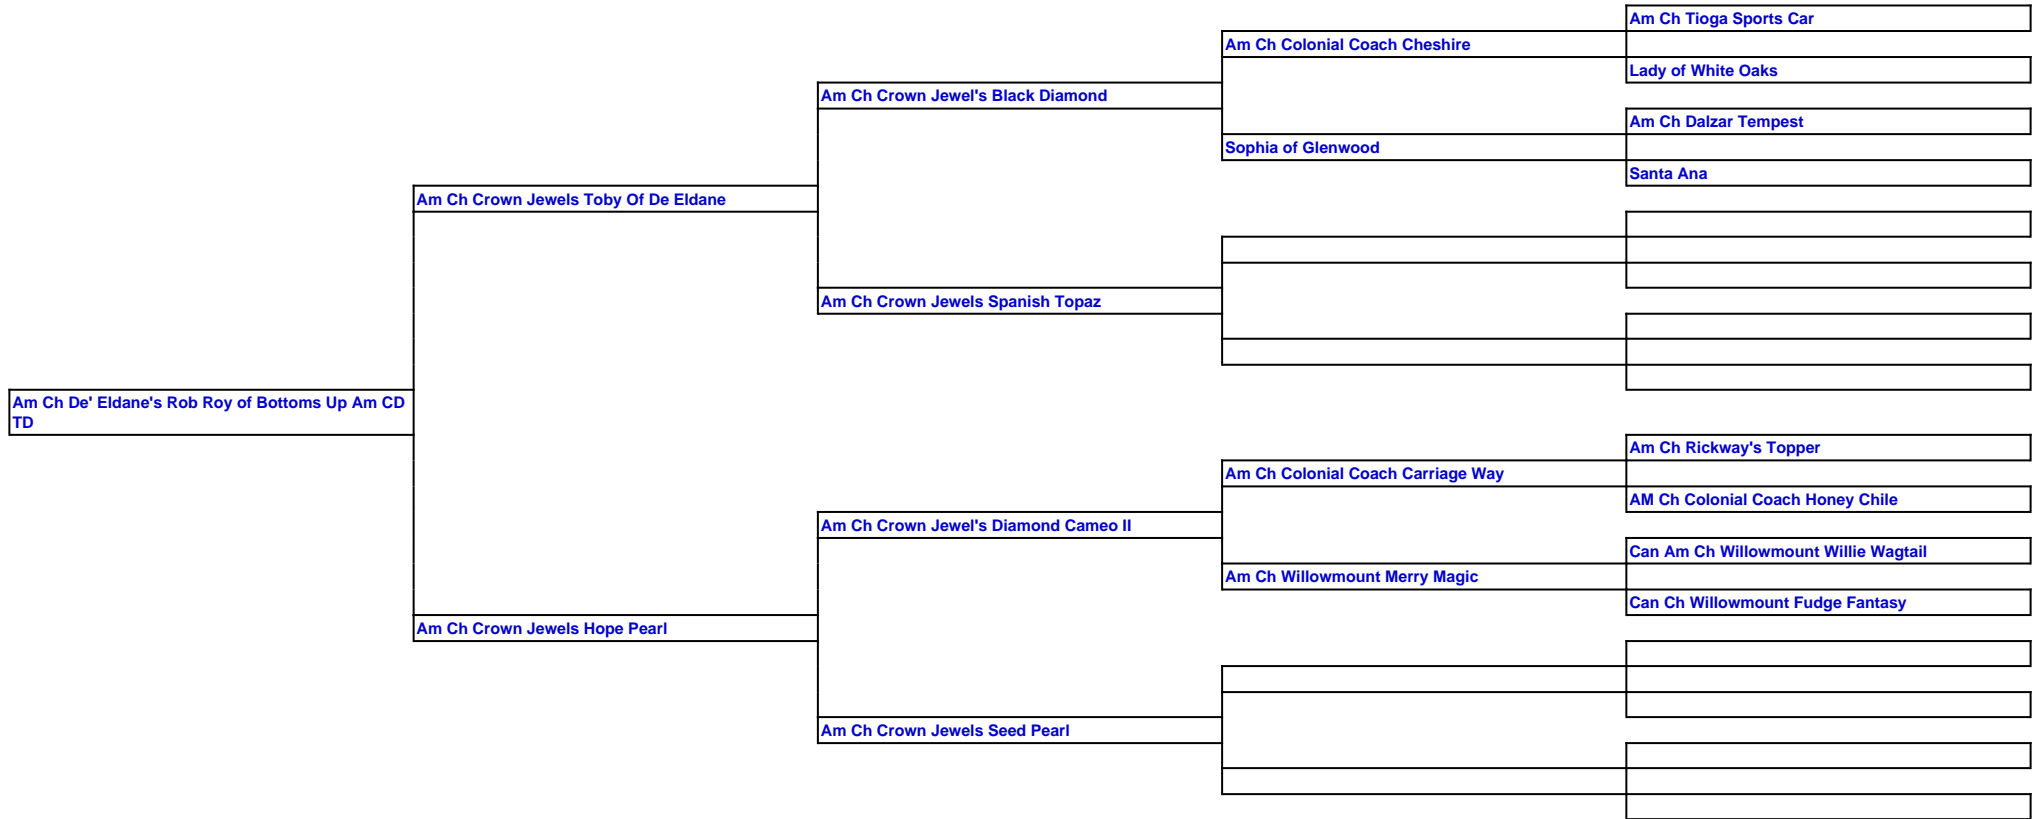 Am Ch Tioga Sports Car
Am Ch Colonial Coach Cheshire
Lady of White Oaks
Am Ch Crown Jewel's Black Diamond
Am Ch Dalzar Tempest
Sophia of Glenwood
Santa Ana
Am Ch Crown Jewels Toby Of De Eldane
Am Ch Crown Jewels Spanish Topaz
Am Ch De' Eldane's Rob Roy of Bottoms Up Am CD
TD
Am Ch Rickway's Topper
Am Ch Colonial Coach Carriage Way
AM Ch Colonial Coach Honey Chile
Am Ch Crown Jewel's Diamond Cameo II
Can Am Ch Willowmount Willie Wagtail
Am Ch Willowmount Merry Magic
Can Ch Willowmount Fudge Fantasy
Am Ch Crown Jewels Hope Pearl
Am Ch Crown Jewels Seed Pearl